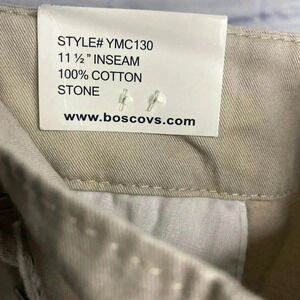 STYLE# YMC130
11 ½ " INSEAM
100% COTTON
STONE
www.boscovs.com